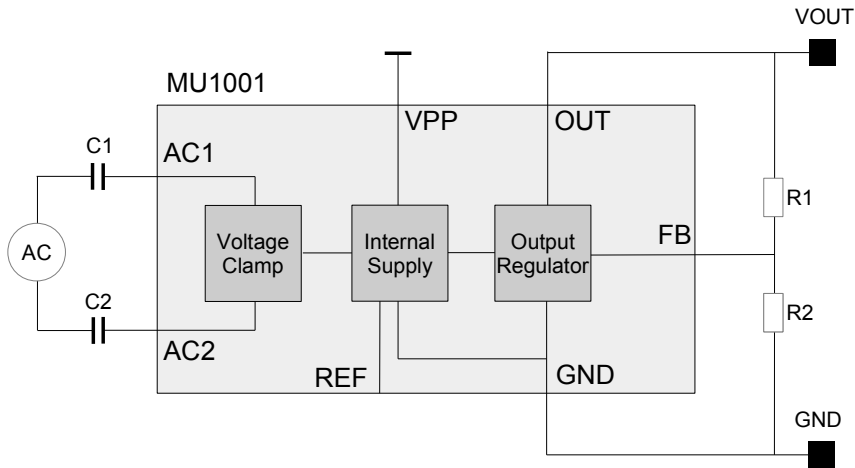 VOUT
MU1001
VPP
OUT
C1
AC1
R1
AC
Voltage
Clamp
Internal
Supply
Output
Regulator
FB
C2
R2
AC2
REF
GND
GND